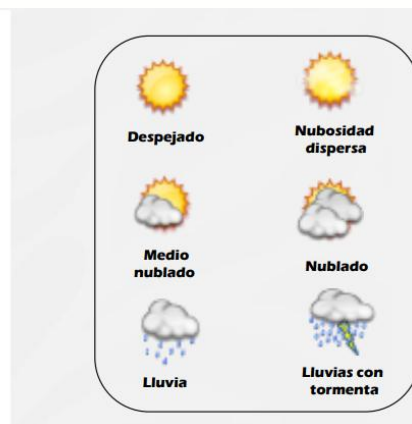 Despejado
Nubosidad
dispersa
Medio
nublado
Nublado
Lluvia
Lluvias con
tormenta